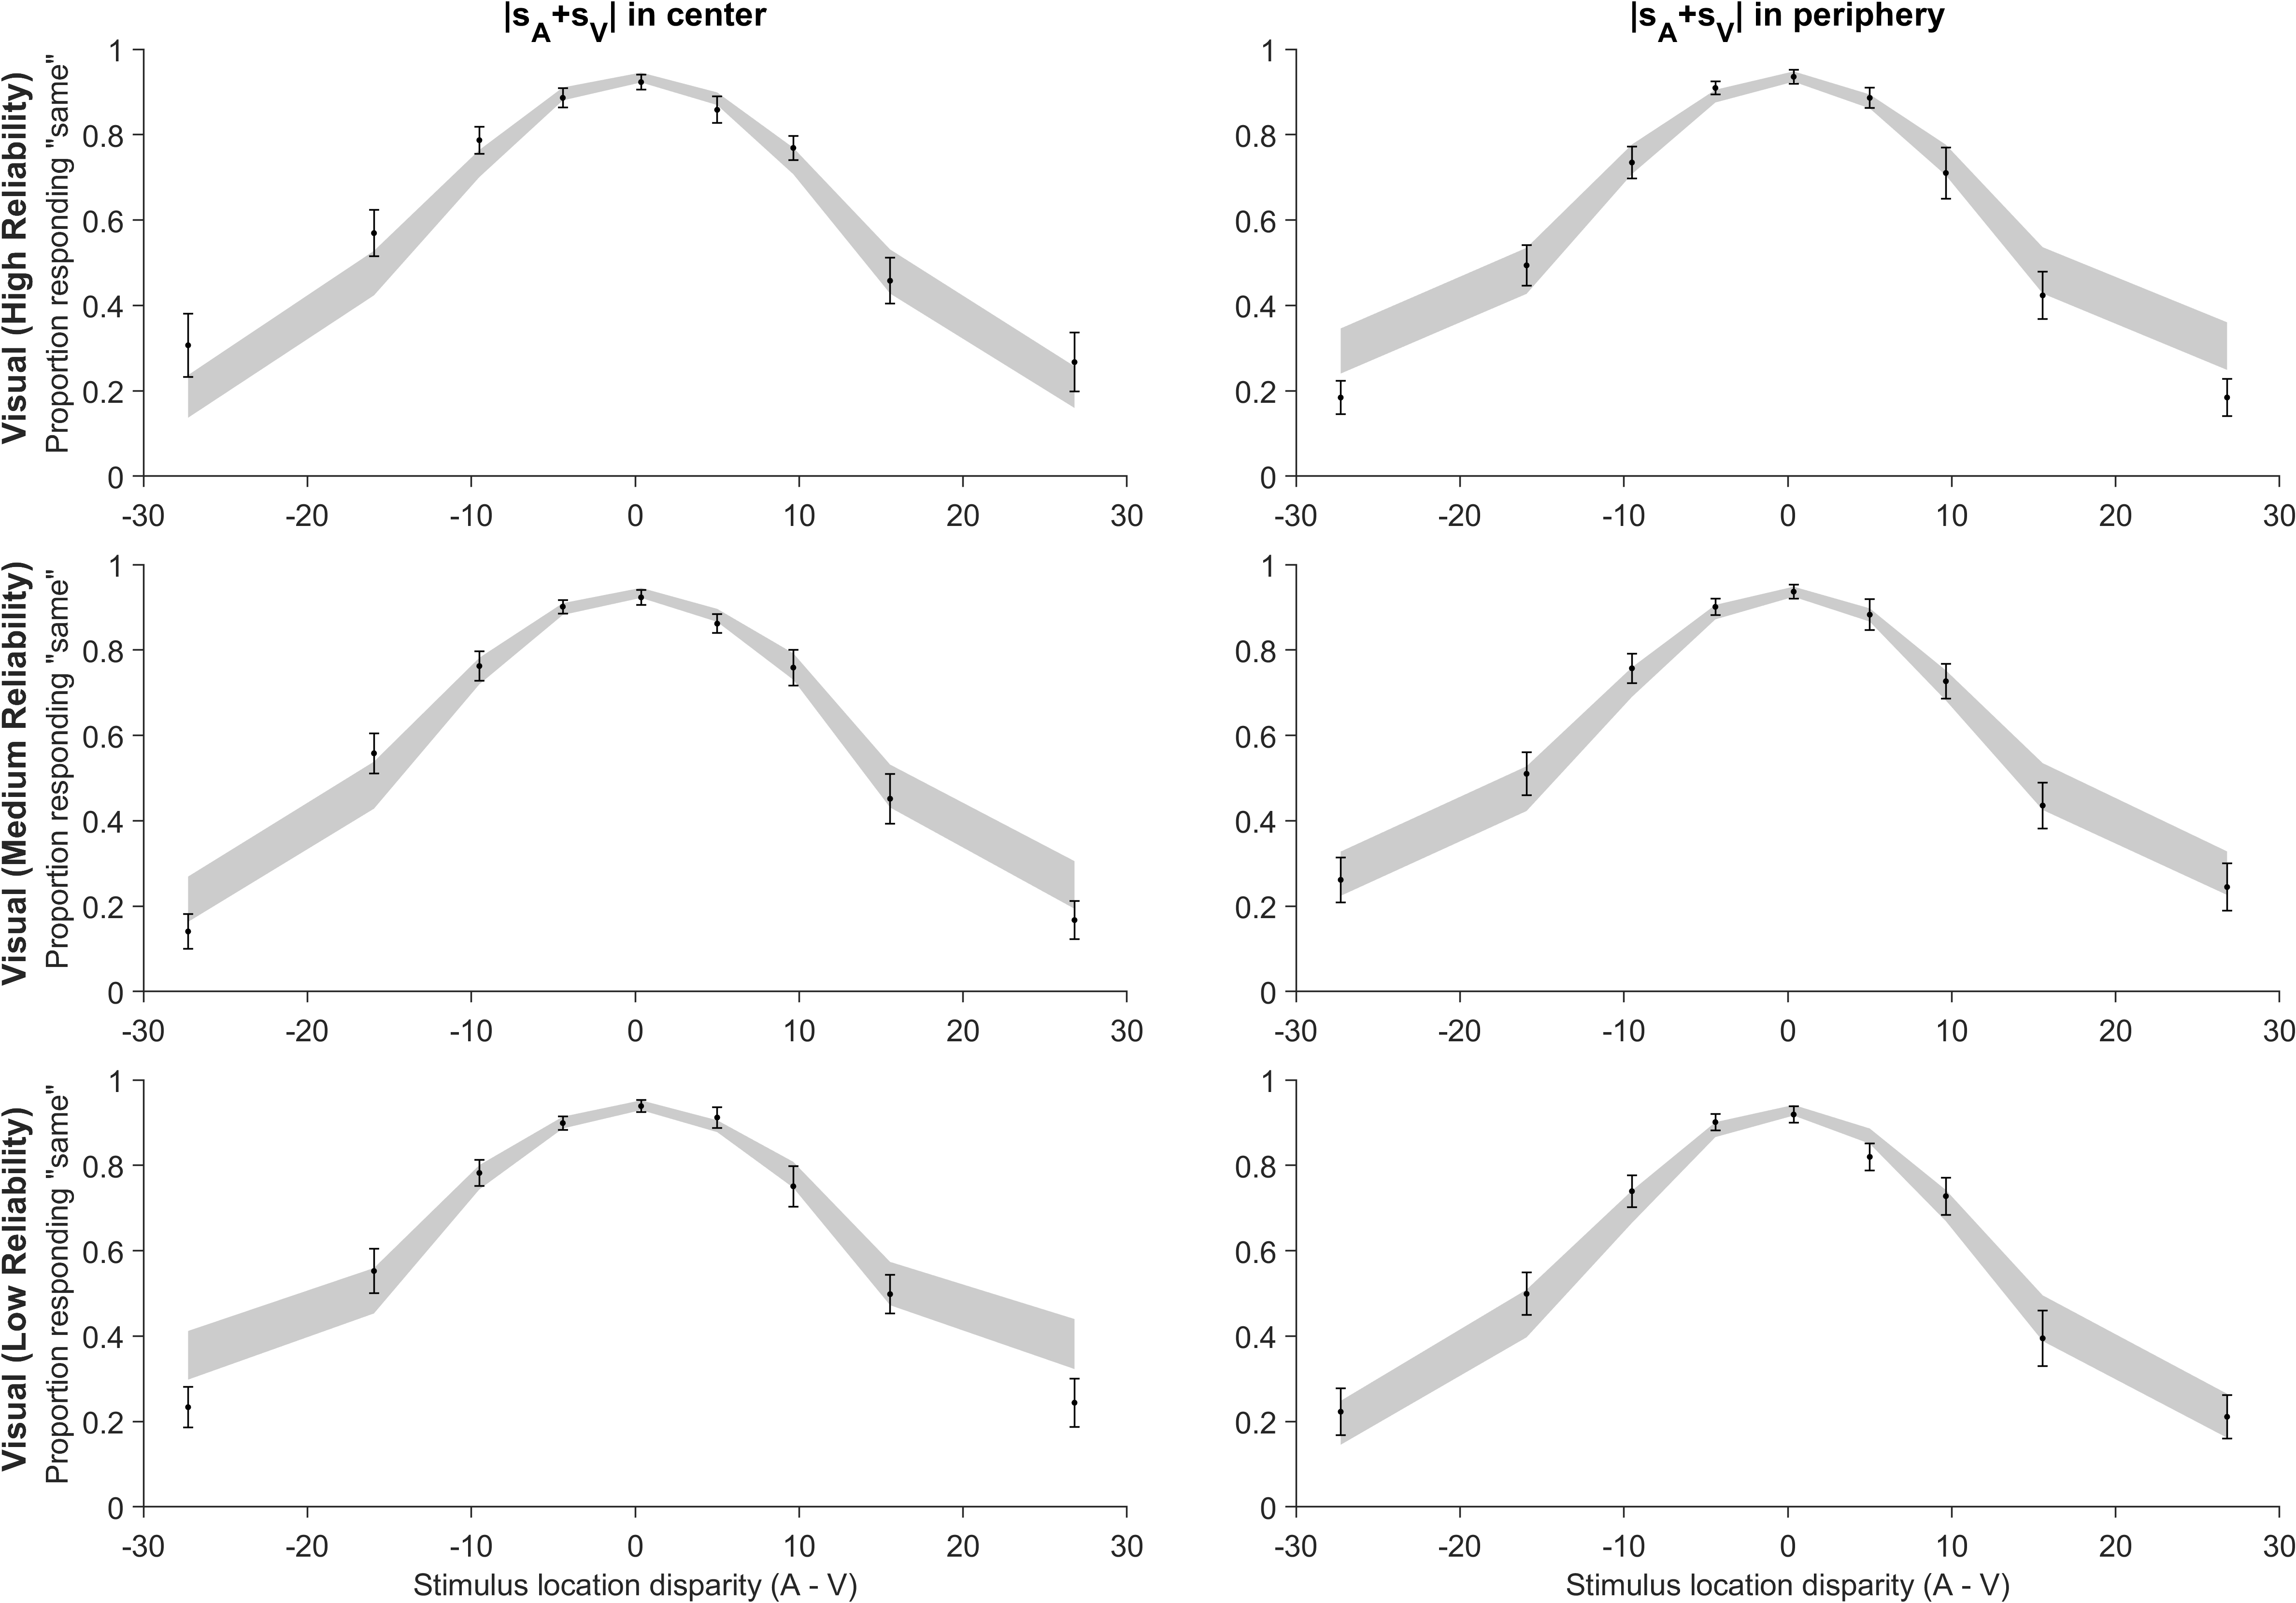 |sA+sV| in center
|sA+sV| in periphery
Visual (High Reliability)
Proportion responding "same"
1
0.8
0.6
0.4
0.2
0
-30 -20 -10 0 10 20 30
1
0.8
0.6
0.4
0.2
0
-30 -20 -10 0 10 20 30
Visual (Medium Reliability)
Proportion responding "same"
1
0.8
0.6
0.4
0.2
0
-30 -20 -10 0 10 20 30
1
0.8
0.6
0.4
0.2
0
-30 -20 -10 0 10 20 30
Visual (Low Reliability)
Proportion responding "same"
1
0.8
0.6
0.4
0.2
0
-30 -20 -10 0 10 20 30
Stimulus location disparity (A - V)
1
0.8
0.6
0.4
0.2
0
-30 -20 -10 0 10 20 30
Stimulus location disparity (A - V)